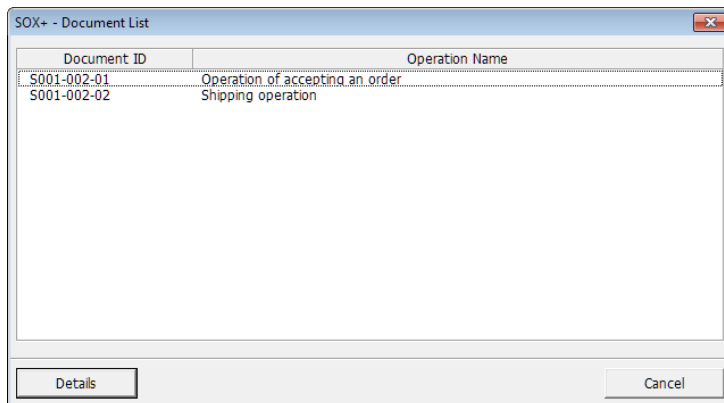 SOX+ - Document List
Document ID Operation Name
S001-002-01 Operation of accepting an order
S001-002-02 Shipping operation
Details Cancel